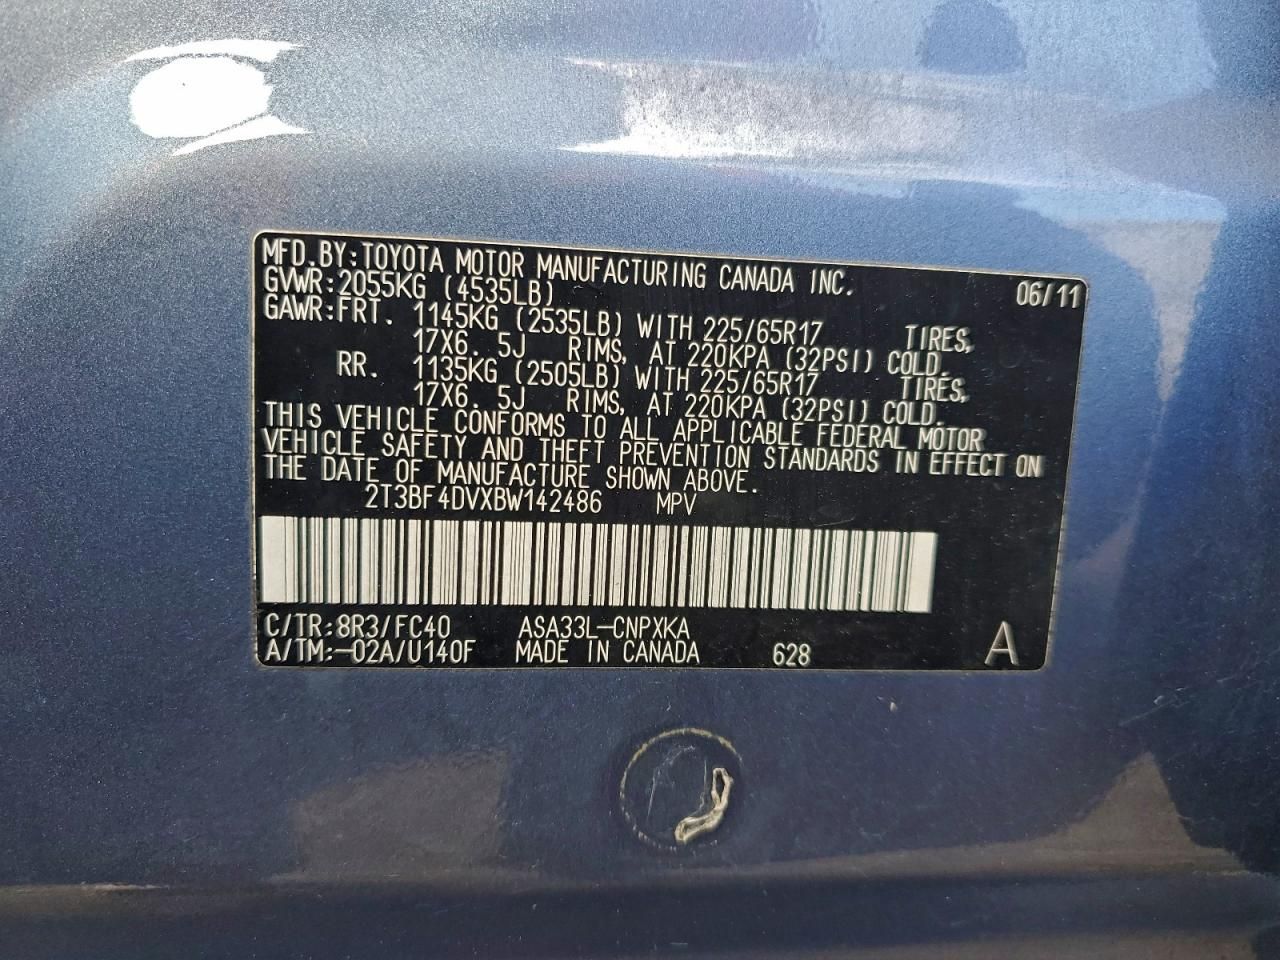 MFD.BY:TOYOTA MOTOR MANUFACTURING CANADA INC.
GVWR:2055KG (4535LB) 06/11
GAWR:FRT. 1145KG (2535LB) WITH 225/65R17 TIRES,
17X6.5J RIMS, AT 220KPA (32PSI) COLD.
RR. 1135KG (2505LB) WITH 225/65R17 TIRES,
17X6.5J RIMS, AT 220KPA (32PSI) COLD.
THIS VEHICLE CONFORMS TO ALL APPLICABLE FEDERAL MOTOR
VEHICLE SAFETY AND THEFT PREVENTION STANDARDS IN EFFECT ON
THE DATE OF MANUFACTURE SHOWN ABOVE.
2T3BF4DVXBW142486 MPV
C/TR:8R3/FC40 ASA33L-CNPXKA
A/TM:-02A/U140F MADE IN CANADA 628 A